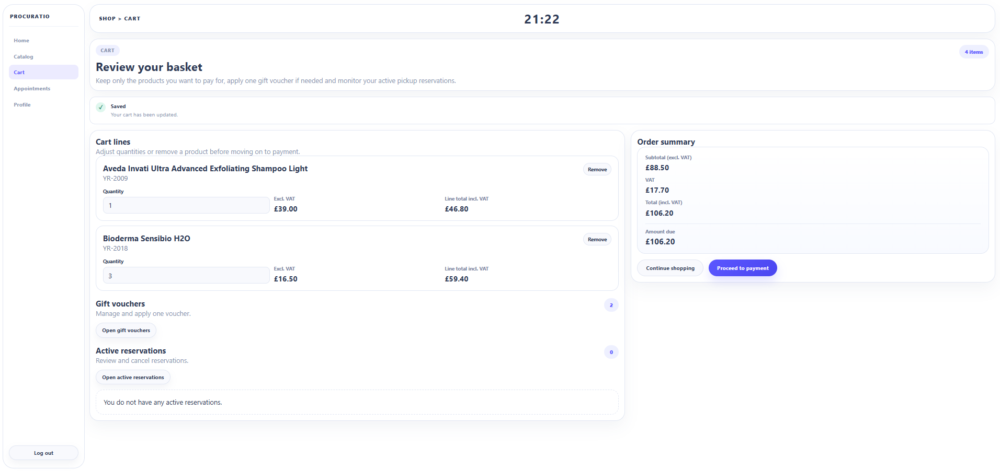 PROCURATIO
Home
Catalog
Cart
Appointments
Profile
Log out
SHOP > CART
21:22
CART
4 items
Review your basket
Keep only the products you want to pay for, apply one gift voucher if needed and monitor your active pickup reservations.
Saved
Your cart has been updated.
Cart lines
Adjust quantities or remove a product before moving on to payment.
Aveda Invati Ultra Advanced Exfoliating Shampoo Light
Remove
YR-2009
Quantity
1
Excl. VAT
£39.00
Line total incl. VAT
£46.80
Bioderma Sensibio H2O
Remove
YR-2018
Quantity
3
Excl. VAT
£16.50
Line total incl. VAT
£59.40
Gift vouchers
2
Manage and apply one voucher.
Open gift vouchers
Active reservations
0
Review and cancel reservations.
Open active reservations
You do not have any active reservations.
Order summary
Subtotal (excl. VAT)
£88.50
VAT
£17.70
Total (incl. VAT)
£106.20
Amount due
£106.20
Continue shopping
Proceed to payment